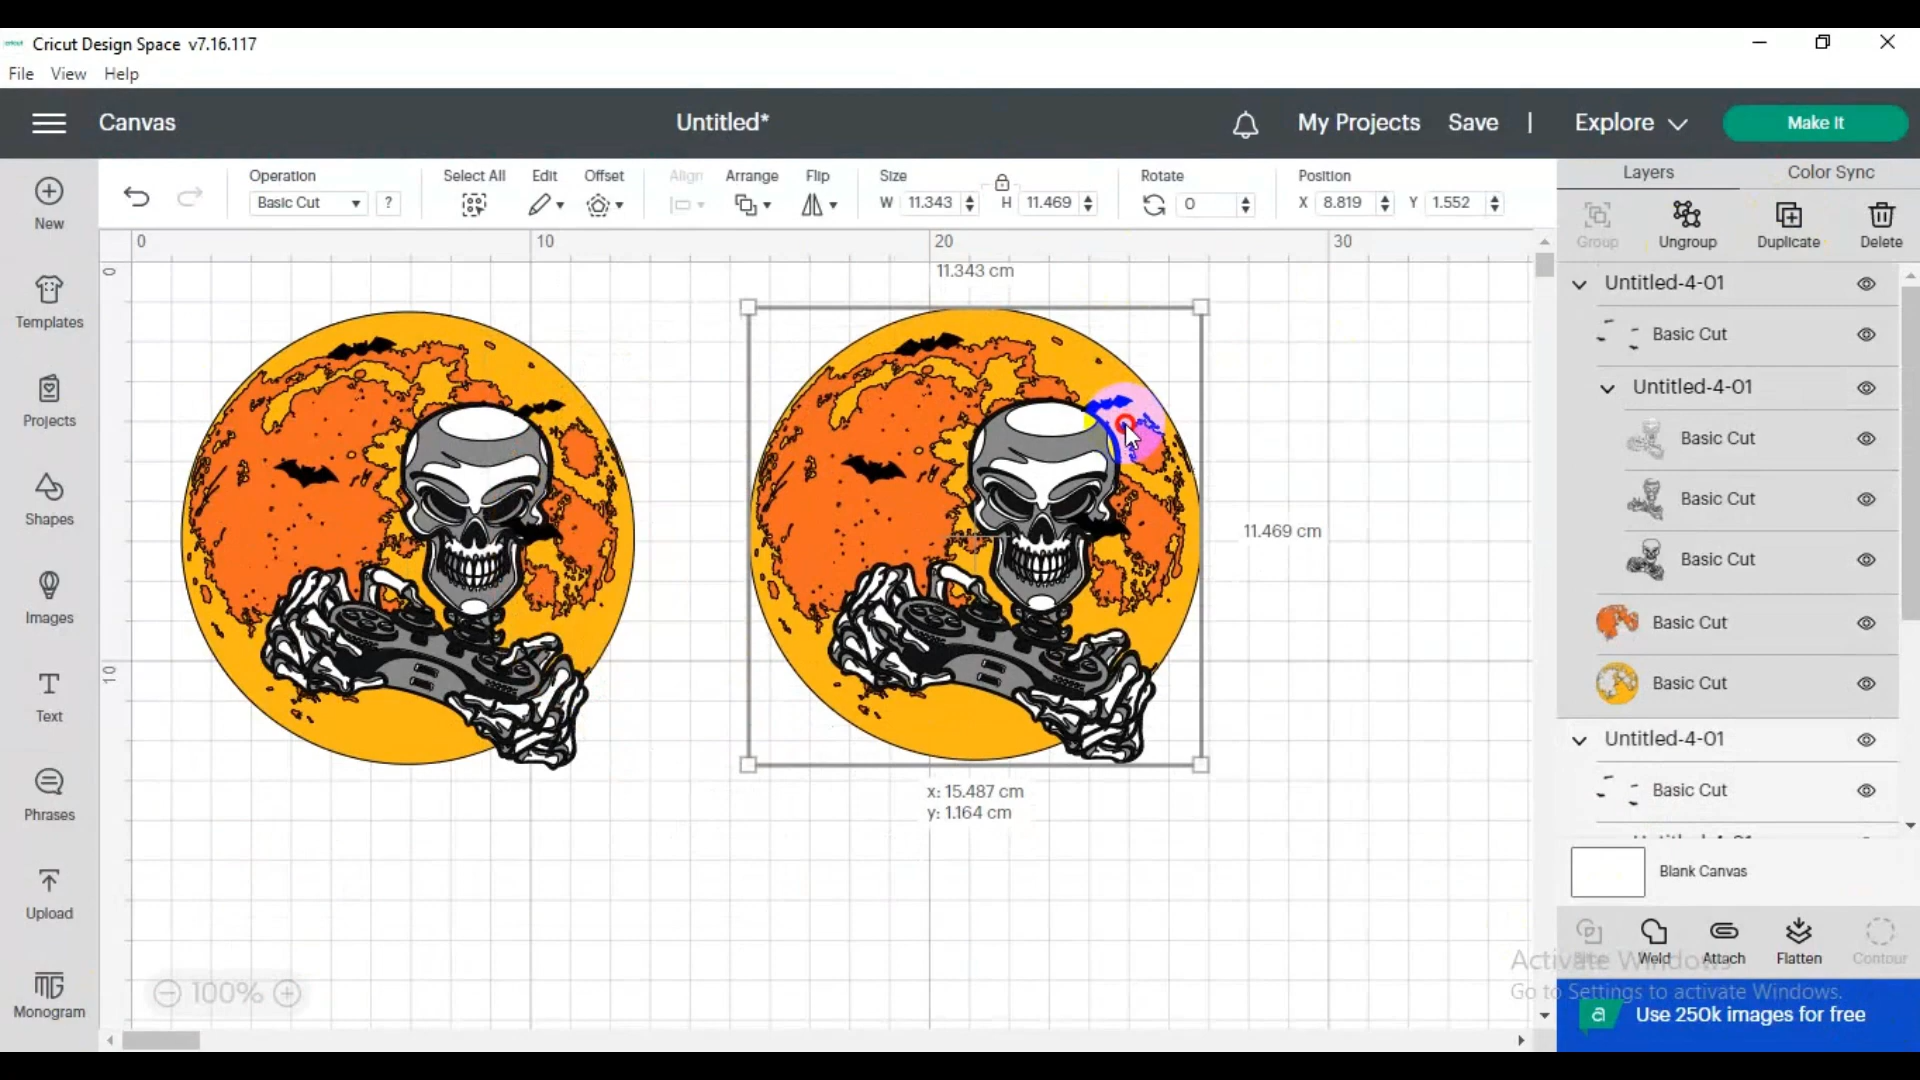 cricut Cricut Design Space v7.16.117
File View Help
Canvas Untitled* My Projects Save | Explore Make It
New
Templates
Projects
Shapes
Images
Text
Phrases
Upload
Monogram
Operation Select All Edit Offset Align Arrange Flip Size Rotate Position
Basic Cut ? W 11.343 H 11.469 0 X 8.819 Y 1.552
0 10 20 30
0
10
11.343 cm
11.469 cm
x: 15.487 cm
y: 1.164 cm
100%
Layers Color Sync
Group Ungroup Duplicate Delete
Untitled-4-01
Basic Cut
Untitled-4-01
Basic Cut
Basic Cut
Basic Cut
Basic Cut
Basic Cut
Untitled-4-01
Basic Cut
Blank Canvas
Weld Attach Flatten Contour
Activate Windows
Go to Settings to activate Windows.
a Use 250k images for free